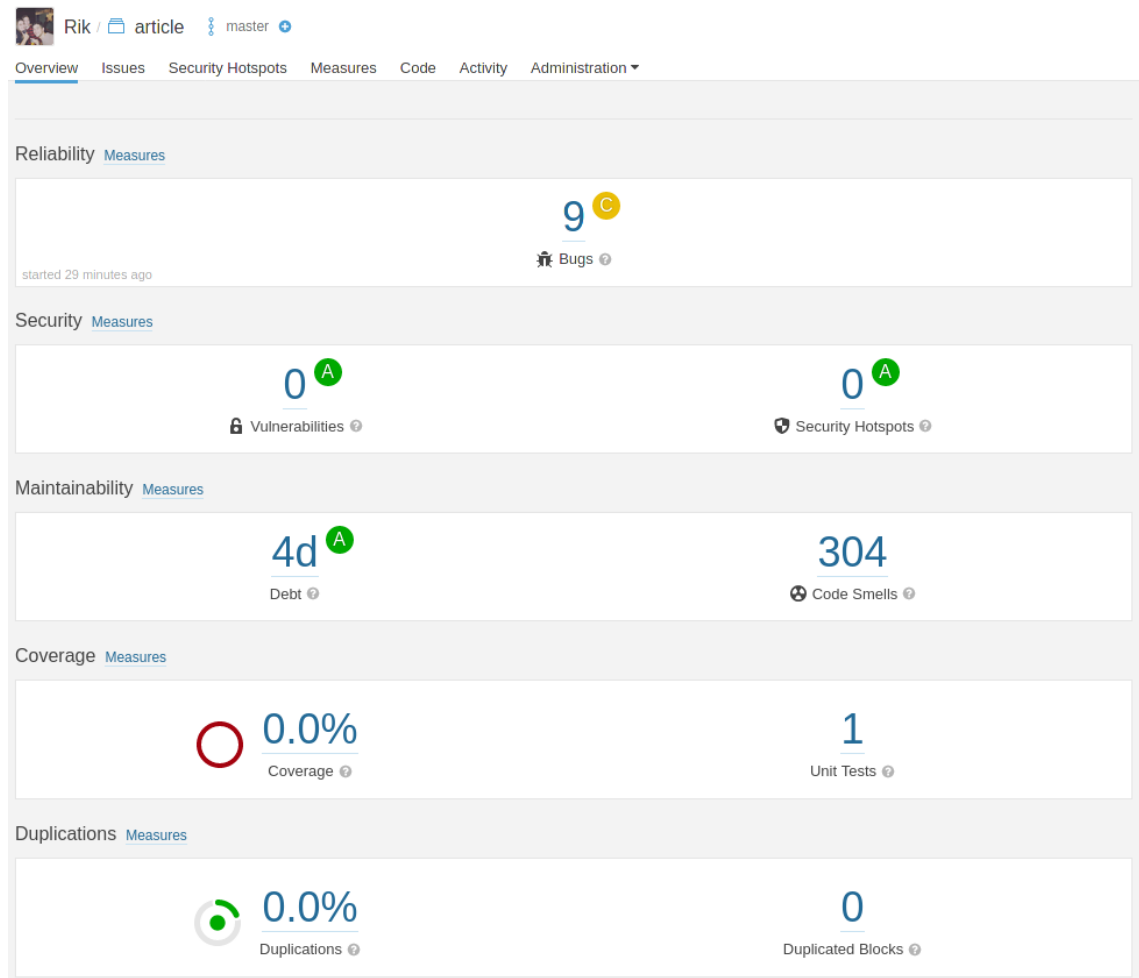 Rik / article master
Overview Issues Security Hotspots Measures Code Activity Administration
Reliability Measures
9 C
Bugs ?
started 29 minutes ago
Security Measures
0 A 0 A
Vulnerabilities ? Security Hotspots ?
Maintainability Measures
4d A 304
Debt ? Code Smells ?
Coverage Measures
0.0% 1
Coverage ? Unit Tests ?
Duplications Measures
0.0% 0
Duplications ? Duplicated Blocks ?